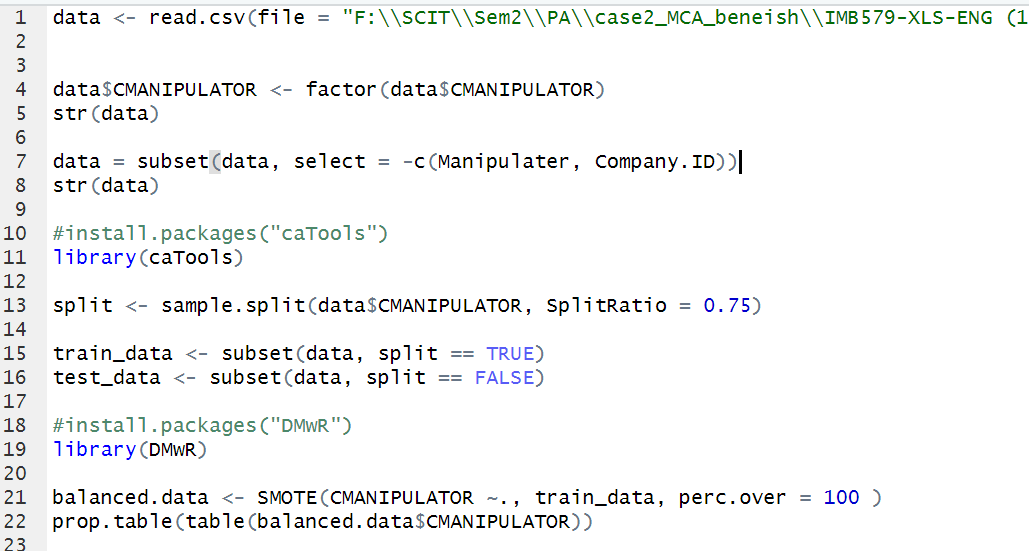 1 data <- read.csv(file = "F:\\SCIT\\Sem2\\PA\\case2_MCA_beneish\\IMB579-XLS-ENG (1
2
3
4 data$CMANIPULATOR <- factor(data$CMANIPULATOR)
5 str(data)
6
7 data = subset(data, select = -c(Manipulater, Company.ID))
8 str(data)
9
10 #install.packages("caTools")
11 library(caTools)
12
13 split <- sample.split(data$CMANIPULATOR, SplitRatio = 0.75)
14
15 train_data <- subset(data, split == TRUE)
16 test_data <- subset(data, split == FALSE)
17
18 #install.packages("DMwR")
19 library(DMwR)
20
21 balanced.data <- SMOTE(CMANIPULATOR ~., train_data, perc.over = 100 )
22 prop.table(table(balanced.data$CMANIPULATOR))
23